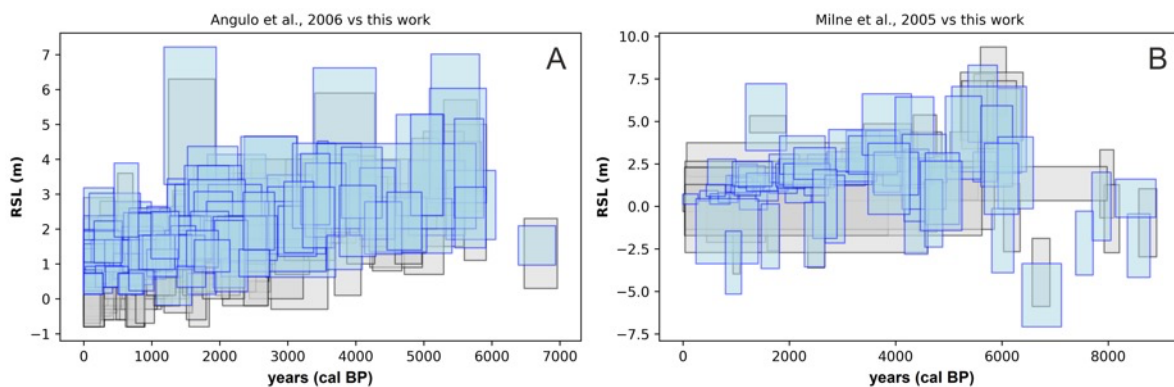 Angulo et al., 2006 vs this work
A
RSL (m)
7
6
5
4
3
2
1
0
−1
0 1000 2000 3000 4000 5000 6000 7000
years (cal BP)
Milne et al., 2005 vs this work
B
RSL (m)
10.0
7.5
5.0
2.5
0.0
−2.5
−5.0
−7.5
0 2000 4000 6000 8000
years (cal BP)